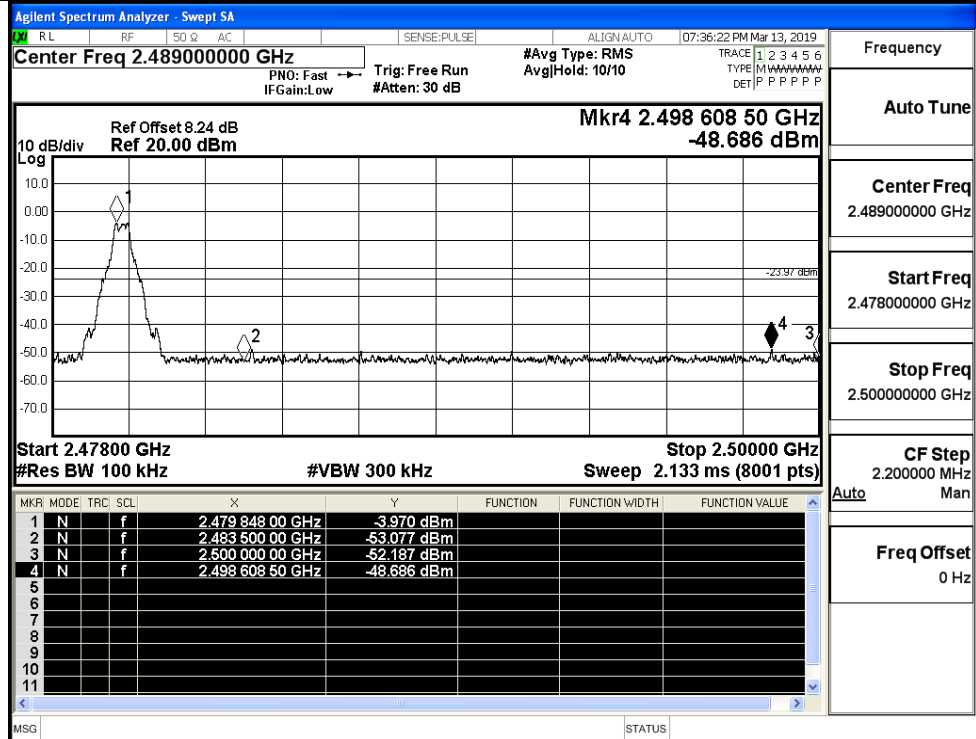 Agilent Spectrum Analyzer - Swept SA
LXI RL RF 50 Ω AC SENSE:PULSE ALIGN AUTO 07:36:22 PM Mar 13, 2019
Center Freq 2.489000000 GHz
PNO: Fast
IFGain:Low
Trig: Free Run
#Atten: 30 dB
#Avg Type: RMS
Avg|Hold: 10/10
TRACE 1 2 3 4 5 6
TYPE M WWWWW
DET P P P P P P
Mkr4 2.498 608 50 GHz
-48.686 dBm
Ref Offset 8.24 dB
10 dB/div Ref 20.00 dBm
Log
10.0
0.00
-10.0
-20.0
-30.0
-40.0
-50.0
-60.0
-70.0
1
2
4
3
-23.97 dBm
Start 2.47800 GHz Stop 2.50000 GHz
#Res BW 100 kHz #VBW 300 kHz Sweep 2.133 ms (8001 pts)
MKR MODE TRC SCL X Y FUNCTION FUNCTION WIDTH FUNCTION VALUE
1 N f 2.479 848 00 GHz -3.970 dBm
2 N f 2.483 500 00 GHz -53.077 dBm
3 N f 2.500 000 00 GHz -52.187 dBm
4 N f 2.498 608 50 GHz -48.686 dBm
5
6
7
8
9
10
11
MSG STATUS
Frequency
Auto Tune
Center Freq
2.489000000 GHz
Start Freq
2.478000000 GHz
Stop Freq
2.500000000 GHz
CF Step
2.200000 MHz
Auto Man
Freq Offset
0 Hz